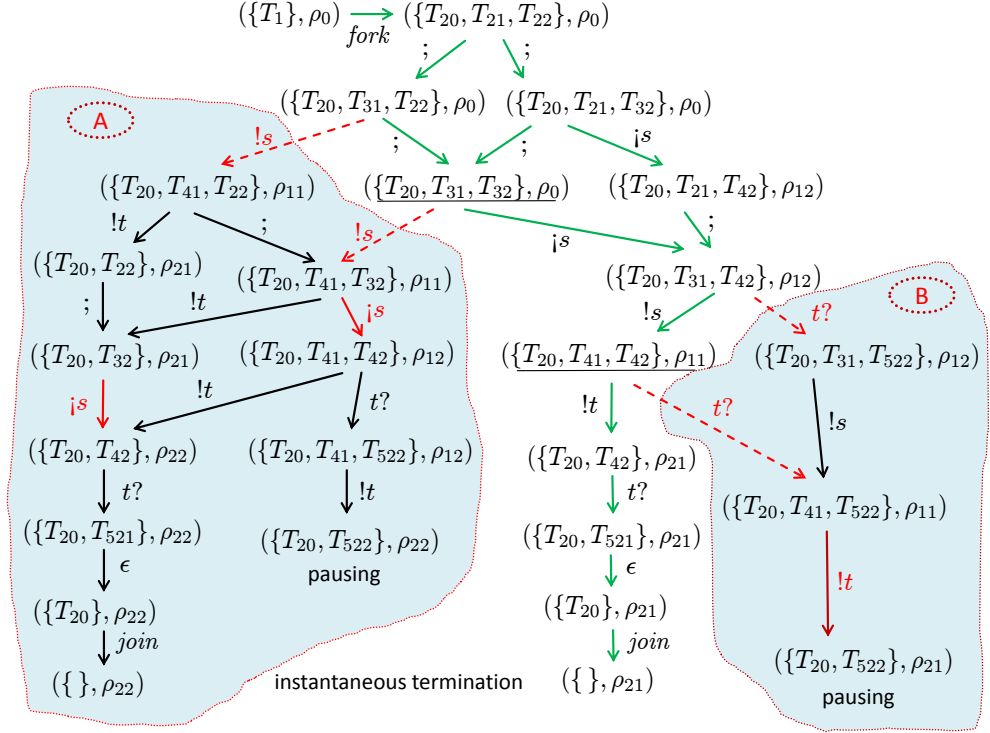 ({T₁}, ρ₀) fork ({T₂₀, T₂₁, T₂₂}, ρ₀)
; ;
({T₂₀, T₃₁, T₂₂}, ρ₀) ({T₂₀, T₂₁, T₃₂}, ρ₀)
A !s ; ; ¡s
({T₂₀, T₄₁, T₂₂}, ρ₁₁) ({T₂₀, T₃₁, T₃₂}, ρ₀) ({T₂₀, T₂₁, T₄₂}, ρ₁₂)
!t ; !s ¡s ;
({T₂₀, T₂₂}, ρ₂₁) ({T₂₀, T₄₁, T₃₂}, ρ₁₁) ({T₂₀, T₃₁, T₄₂}, ρ₁₂) B
; !t ¡s !s t?
({T₂₀, T₃₂}, ρ₂₁) ({T₂₀, T₄₁, T₄₂}, ρ₁₂) ({T₂₀, T₄₁, T₄₂}, ρ₁₁) ({T₂₀, T₃₁, T₅₂₂}, ρ₁₂)
¡s !t t? !t t? !s
({T₂₀, T₄₂}, ρ₂₂) ({T₂₀, T₄₁, T₅₂₂}, ρ₁₂) ({T₂₀, T₄₂}, ρ₂₁)
t? !t t? ({T₂₀, T₄₁, T₅₂₂}, ρ₁₁)
({T₂₀, T₅₂₁}, ρ₂₂) ({T₂₀, T₅₂₂}, ρ₂₂) ({T₂₀, T₅₂₁}, ρ₂₁)
ϵ pausing ϵ !t
({T₂₀}, ρ₂₂) ({T₂₀}, ρ₂₁)
join join
({ }, ρ₂₂) instantaneous termination ({ }, ρ₂₁) ({T₂₀, T₅₂₂}, ρ₂₁)
pausing